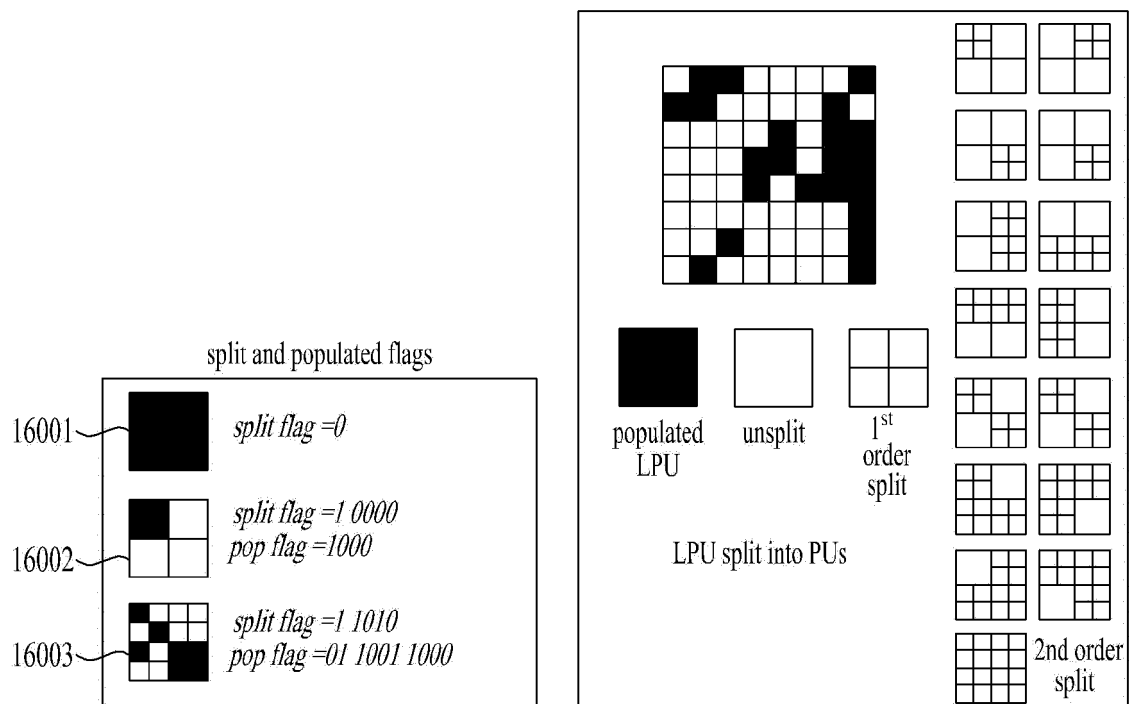 split and populated flags
16001
split flag =0
split flag =1 0000
pop flag =1000
16002
split flag =1 1010
pop flag =01 1001 1000
16003
populated
LPU
unsplit
1st
order
split
LPU split into PUs
2nd order
split